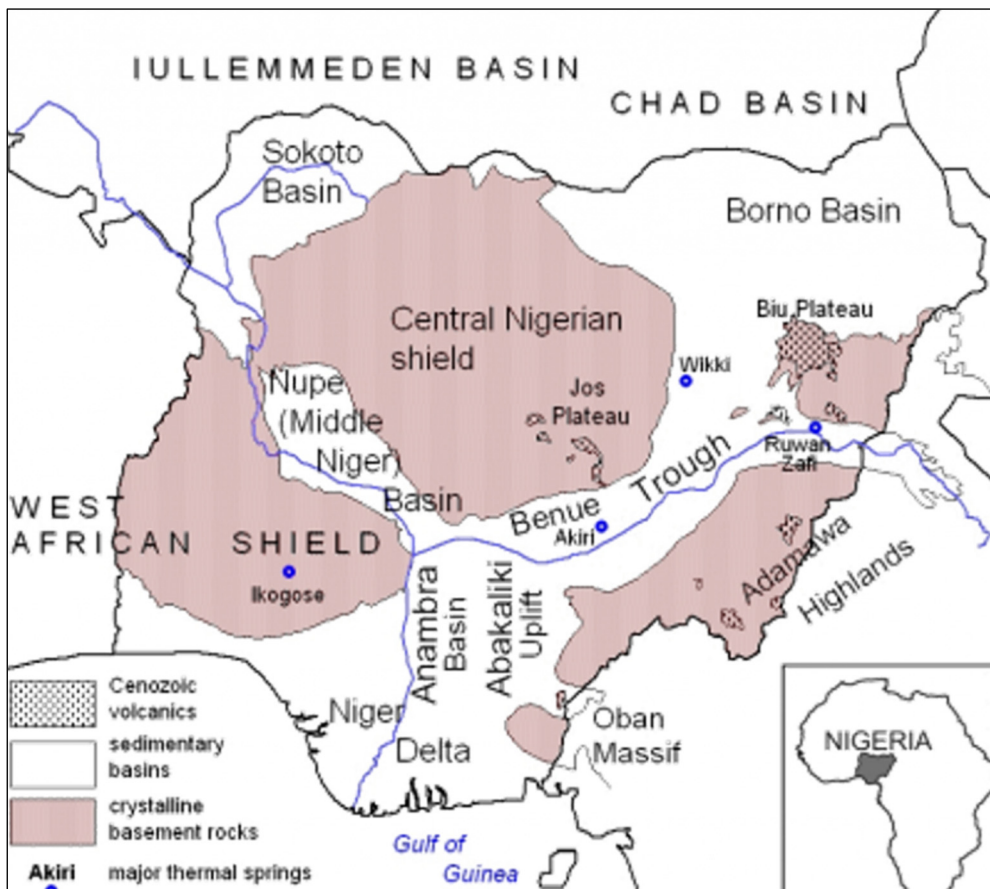 IULLEMMEDEN BASIN
CHAD BASIN
Sokoto
Basin
Borno Basin
Biu Plateau
Central Nigerian
shield
Wikki
Jos
Plateau
Nupe
(Middle
Niger)
Basin
Ruwan
Zafi
Benue Trough
Akiri
WEST
AFRICAN SHIELD
Ikogose
Adamawa
Highlands
Anambra
Basin
Abakaliki
Uplift
Niger
Delta
Oban
Massif
Gulf of
Guinea
Cenozoic
volcanics
sedimentary
basins
crystalline
basement rocks
Akiri major thermal springs
NIGERIA